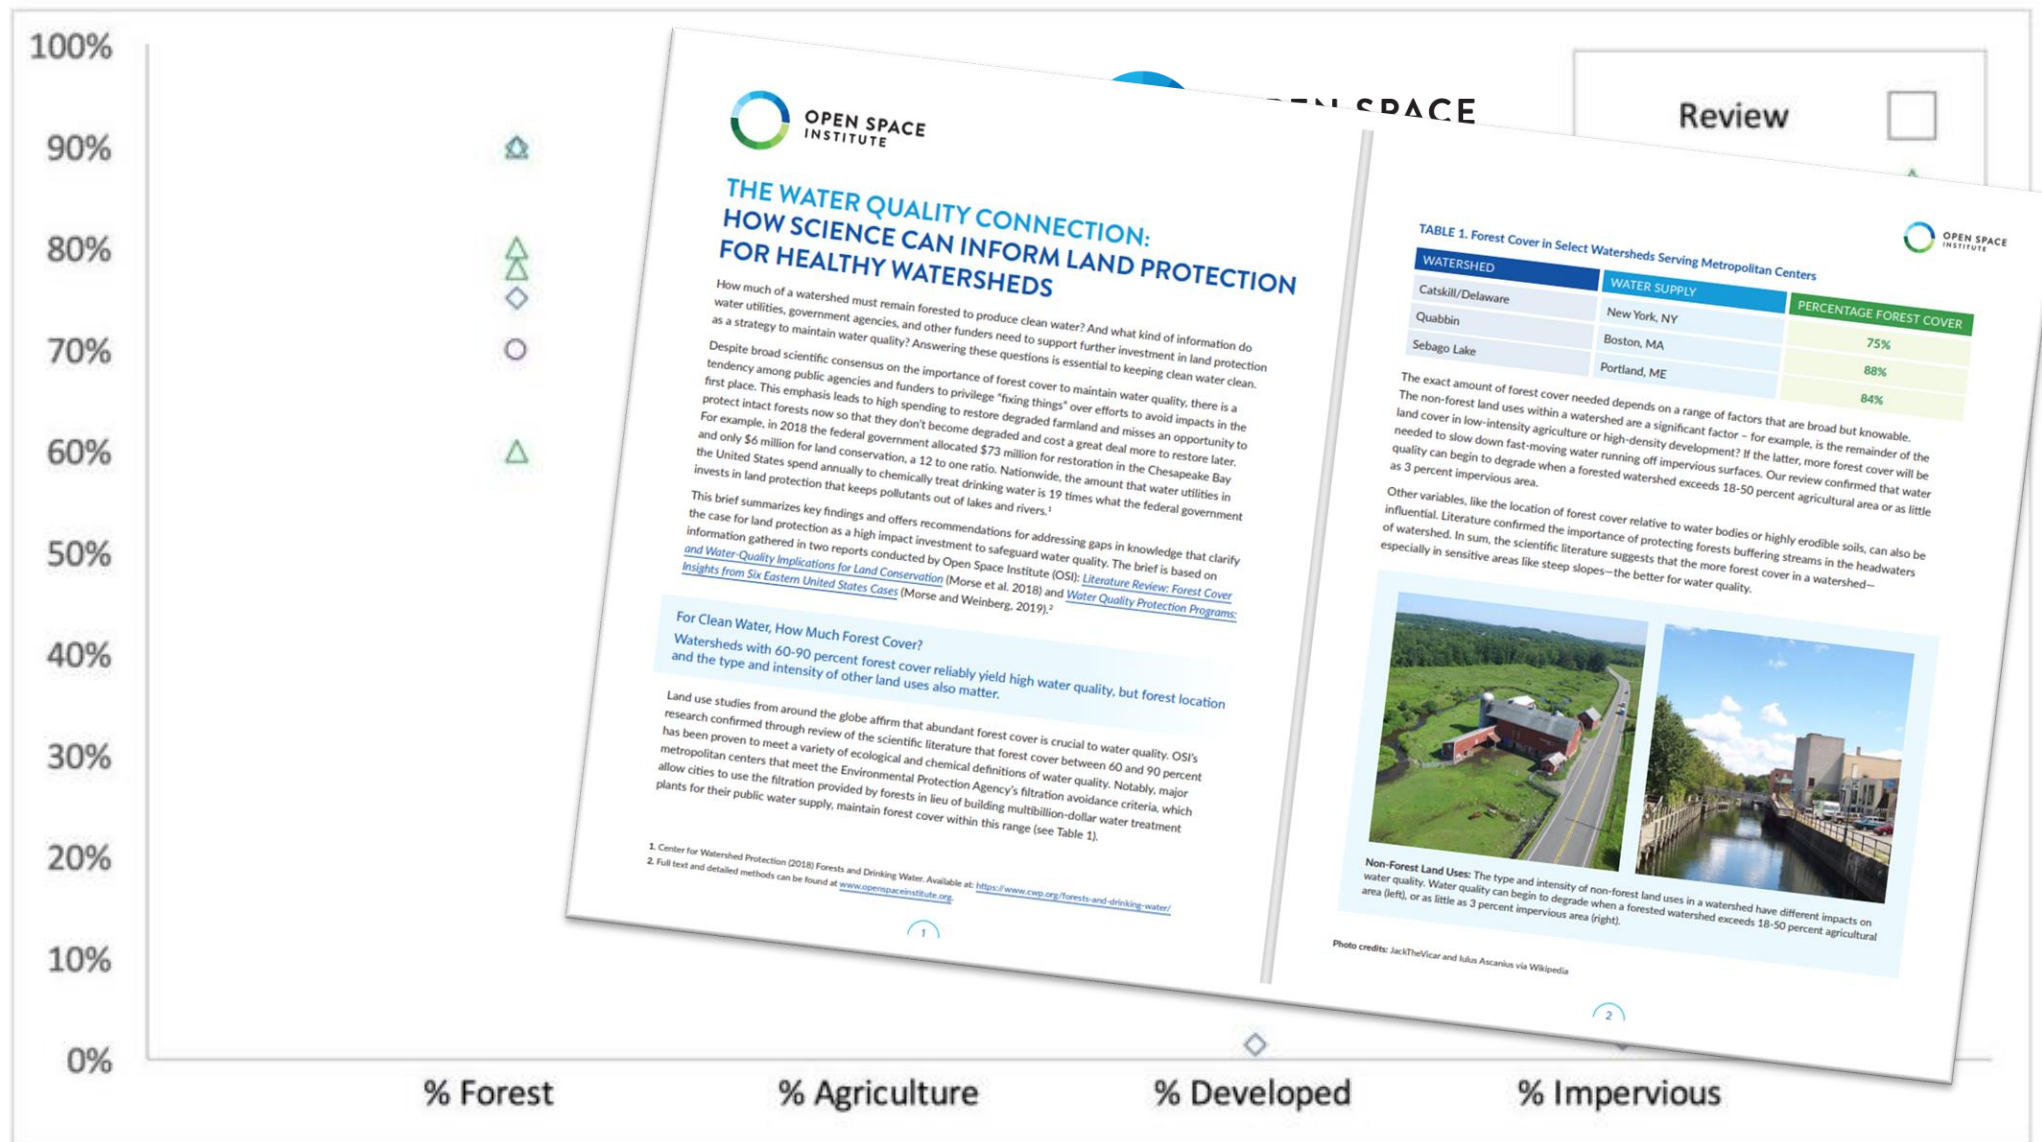 100%
90%
80%
70%
60%
50%
40%
30%
20%
10%
0%
% Forest
% Agriculture
% Developed
% Impervious
Review
SPACE
OPEN SPACE
INSTITUTE
THE WATER QUALITY CONNECTION:
HOW SCIENCE CAN INFORM LAND PROTECTION
FOR HEALTHY WATERSHEDS
How much of a watershed must remain forested to produce clean water? And what kind of information do
water utilities, government agencies, and other funders need to support further investment in land protection
as a strategy to maintain water quality? Answering these questions is essential to keeping clean water clean.
Despite broad scientific consensus on the importance of forest cover to maintain water quality, there is a
tendency among public agencies and funders to privilege "fixing things" over efforts to avoid impacts in the
first place. This emphasis leads to high spending to restore degraded farmland and misses an opportunity to
protect intact forests now so that they don't become degraded and cost a great deal more to restore later.
For example, in 2018 the federal government allocated $73 million for restoration in the Chesapeake Bay
and only $6 million for land conservation, a 12 to one ratio. Nationwide, the amount that water utilities in
the United States spend annually to chemically treat drinking water is 19 times what the federal government
invests in land protection that keeps pollutants out of lakes and rivers.¹
This brief summarizes key findings and offers recommendations for addressing gaps in knowledge that clarify
the case for land protection as a high impact investment to safeguard water quality. The brief is based on
information gathered in two reports conducted by Open Space Institute (OSI): Literature Review: Forest Cover
and Water-Quality Implications for Land Conservation (Morse et al. 2018) and Water Quality Protection Programs:
Insights from Six Eastern United States Cases (Morse and Weinberg, 2019).²
For Clean Water, How Much Forest Cover?
Watersheds with 60-90 percent forest cover reliably yield high water quality, but forest location
and the type and intensity of other land uses also matter.
Land use studies from around the globe affirm that abundant forest cover is crucial to water quality. OSI's
research confirmed through review of the scientific literature that forest cover between 60 and 90 percent
has been proven to meet a variety of ecological and chemical definitions of water quality. Notably, major
metropolitan centers that meet the Environmental Protection Agency's filtration avoidance criteria, which
allow cities to use the filtration provided by forests in lieu of building multibillion-dollar water treatment
plants for their public water supply, maintain forest cover within this range (see Table 1).
1. Center for Watershed Protection (2018) Forests and Drinking Water. Available at: https://www.cwp.org/forests-and-drinking-water/
2. Full text and detailed methods can be found at www.openspaceinstitute.org.
1
OPEN SPACE
INSTITUTE
TABLE 1. Forest Cover in Select Watersheds Serving Metropolitan Centers
WATERSHED WATER SUPPLY PERCENTAGE FOREST COVER
Catskill/Delaware New York, NY 75%
Quabbin Boston, MA 88%
Sebago Lake Portland, ME 84%
The exact amount of forest cover needed depends on a range of factors that are broad but knowable.
The non-forest land uses within a watershed are a significant factor – for example, is the remainder of the
land cover in low-intensity agriculture or high-density development? If the latter, more forest cover will be
needed to slow down fast-moving water running off impervious surfaces. Our review confirmed that water
quality can begin to degrade when a forested watershed exceeds 18-50 percent agricultural area or as little
as 3 percent impervious area.
Other variables, like the location of forest cover relative to water bodies or highly erodible soils, can also be
influential. Literature confirmed the importance of protecting forests buffering streams in the headwaters
of watershed. In sum, the scientific literature suggests that the more forest cover in a watershed—
especially in sensitive areas like steep slopes—the better for water quality.
Non-Forest Land Uses: The type and intensity of non-forest land uses in a watershed have different impacts on
water quality. Water quality can begin to degrade when a forested watershed exceeds 18-50 percent agricultural
area (left), or as little as 3 percent impervious area (right).
Photo credits: JackTheVicar and Iulus Ascanius via Wikipedia
2